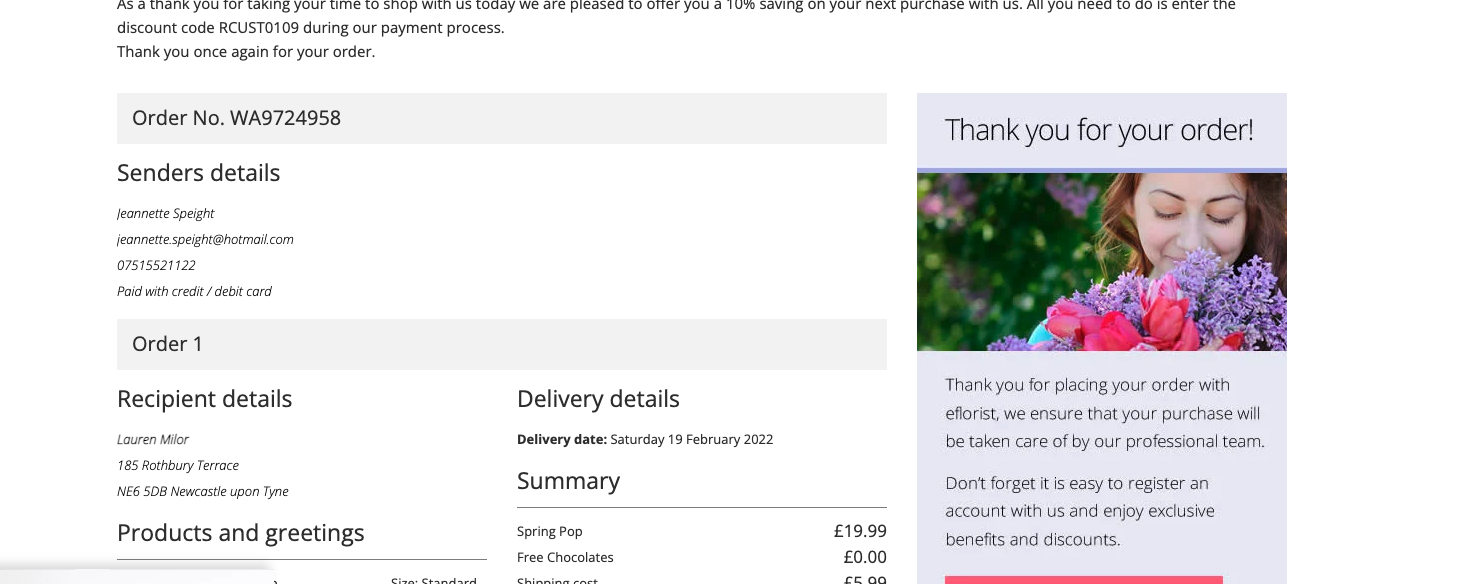 As a thank you for taking your time to shop with us today we are pleased to offer you a 10% saving on your next purchase with us. All you need to do is enter the
discount code RCUST0109 during our payment process.
Thank you once again for your order.
Order No. WA9724958
Senders details
Jeannette Speight
jeannette.speight@hotmail.com
07515521122
Paid with credit / debit card
Order 1
Recipient details
Lauren Milor
185 Rothbury Terrace
NE6 5DB Newcastle upon Tyne
Products and greetings
Size: Standard
Delivery details
Delivery date: Saturday 19 February 2022
Summary
Spring Pop £19.99
Free Chocolates £0.00
Shipping cost £5.99
Thank you for your order!
Thank you for placing your order with
eflorist, we ensure that your purchase will
be taken care of by our professional team.
Don't forget it is easy to register an
account with us and enjoy exclusive
benefits and discounts.